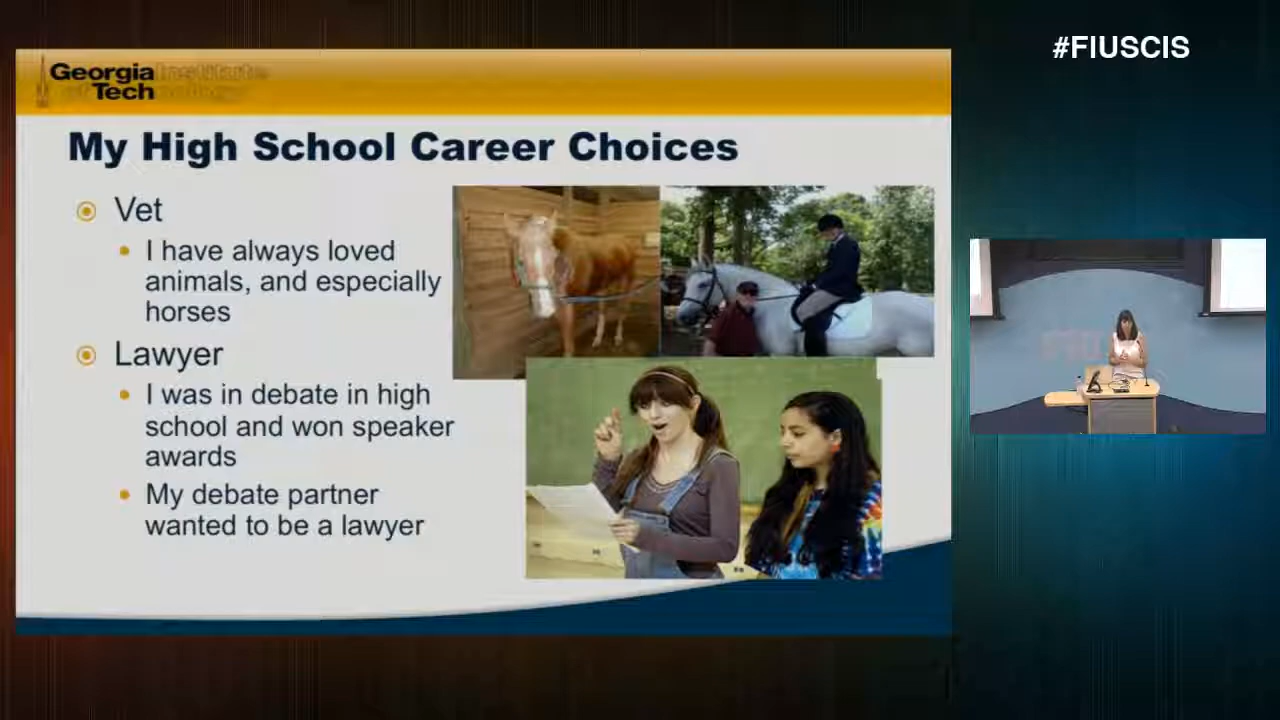 #FIUSCIS
Georgia Institute
Tech
My High School Career Choices
Vet
I have always loved
animals, and especially
horses
Lawyer
I was in debate in high
school and won speaker
awards
My debate partner
wanted to be a lawyer